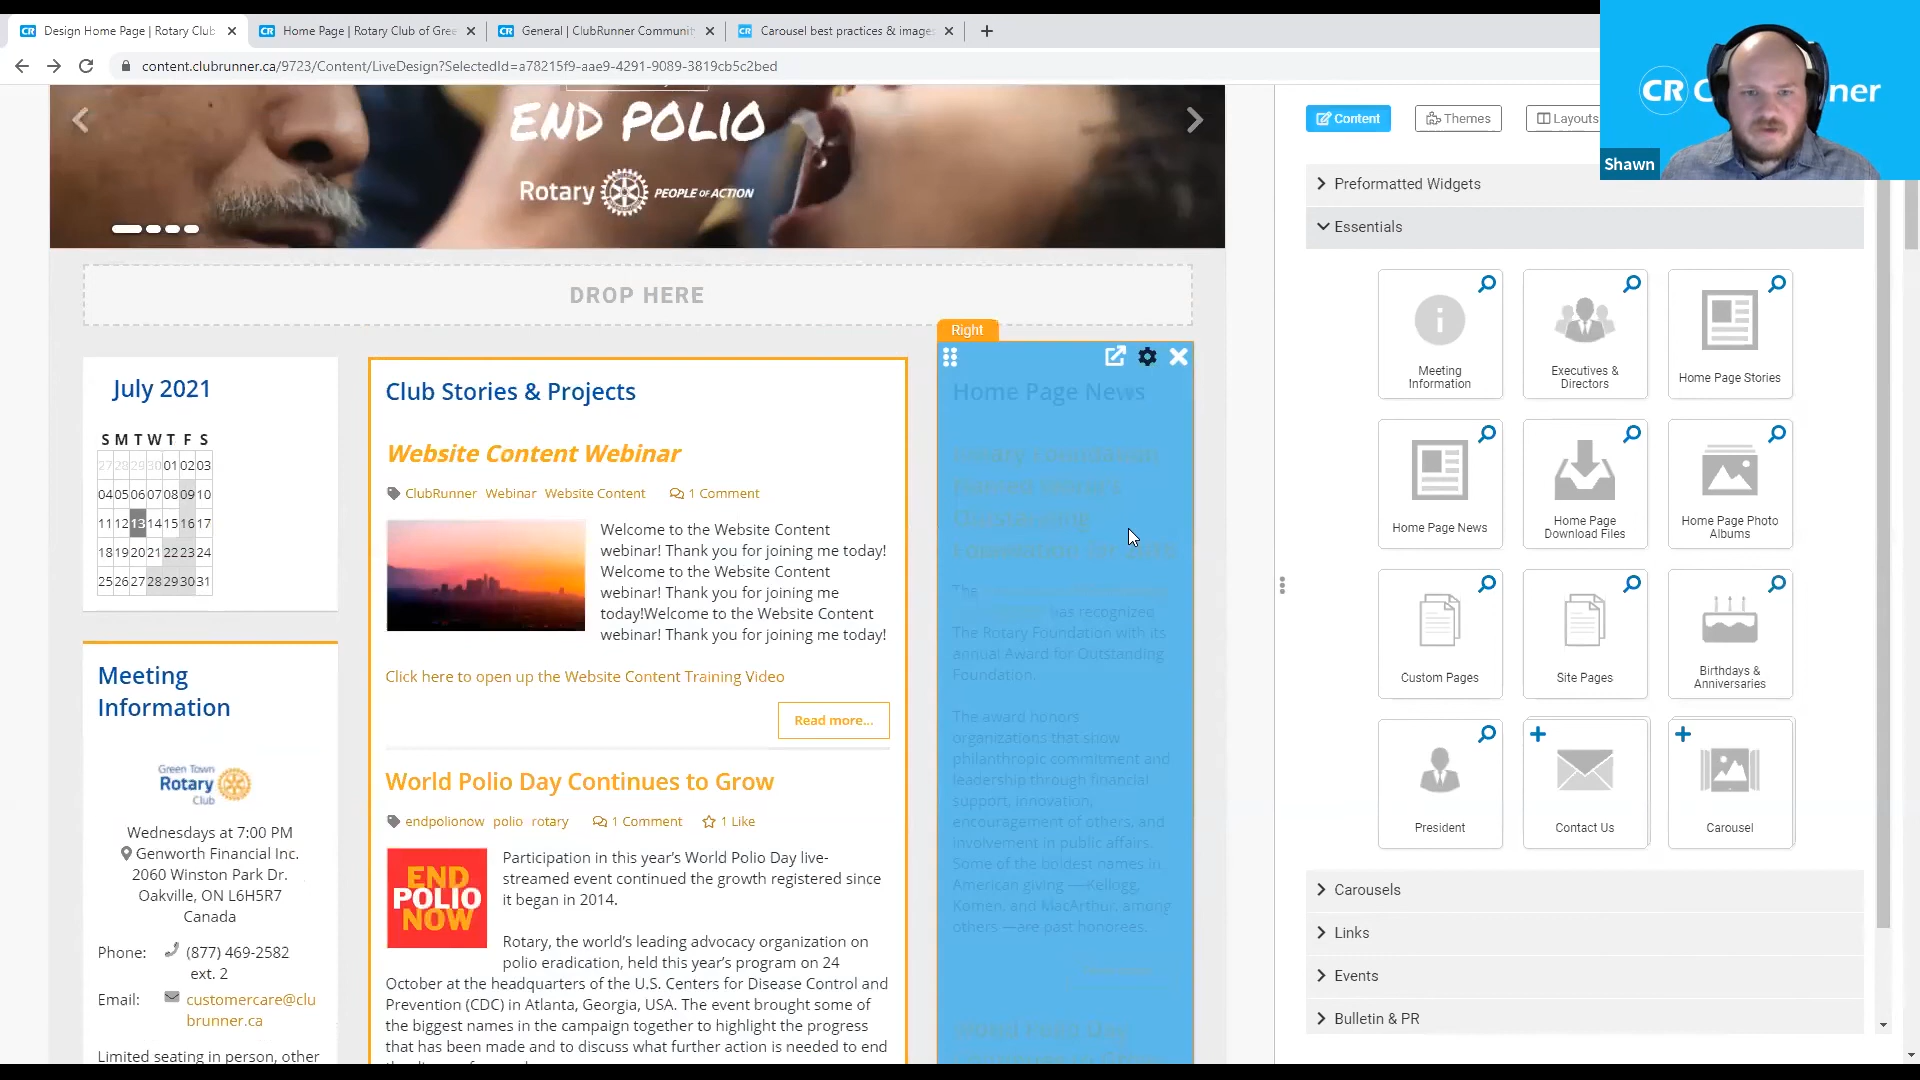 Design Home Page | Rotary Club
Home Page | Rotary Club of Gree
General | ClubRunner Communit
Carousel best practices & image
content.clubrunner.ca/9723/Content/LiveDesign?SelectedId=a78215f9-aae9-4291-9089-3819cb5c2bed
END POLIO
Rotary
PEOPLE OF ACTION
DROP HERE
July 2021
S M T W T F S
27 28 29 30 01 02 03
04 05 06 07 08 09 10
11 12 13 14 15 16 17
18 19 20 21 22 23 24
25 26 27 28 29 30 31
Meeting
Information
Green Town
Rotary
Club
Wednesdays at 7:00 PM
Genworth Financial Inc.
2060 Winston Park Dr.
Oakville, ON L6H5R7
Canada
Phone: (877) 469-2582
ext. 2
Email: customercare@clu
brunner.ca
Limited seating in person, other
Club Stories & Projects
Website Content Webinar
ClubRunner Webinar Website Content 1 Comment
Welcome to the Website Content
webinar! Thank you for joining me today!
Welcome to the Website Content
webinar! Thank you for joining me
today!Welcome to the Website Content
webinar! Thank you for joining me today!
Click here to open up the Website Content Training Video
Read more...
World Polio Day Continues to Grow
endpolionow polio rotary 1 Comment 1 Like
END
POLIO
NOW
Participation in this year's World Polio Day live-
streamed event continued the growth registered since
it began in 2014.
Rotary, the world's leading advocacy organization on
polio eradication, held this year's program on 24
October at the headquarters of the U.S. Centers for Disease Control and
Prevention (CDC) in Atlanta, Georgia, USA. The event brought some of
the biggest names in the campaign together to highlight the progress
that has been made and to discuss what further action is needed to end
Right
Home Page News
The
has recognized
The Rotary Foundation with its
annual Award for Outstanding
Foundation.
The award honors
organizations that show
philanthropic commitment and
leadership through financial
support, innovation,
encouragement of others, and
involvement in public affairs.
Some of the boldest names in
American giving —Kellogg,
Komen, and MacArthur, among
others —are past honorees.
Content
Themes
Layouts
Preformatted Widgets
Essentials
Meeting
Information
Executives &
Directors
Home Page Stories
Home Page News
Home Page
Download Files
Home Page Photo
Albums
Custom Pages
Site Pages
Birthdays &
Anniversaries
President
Contact Us
Carousel
Carousels
Links
Events
Bulletin & PR
CR C
ner
Shawn